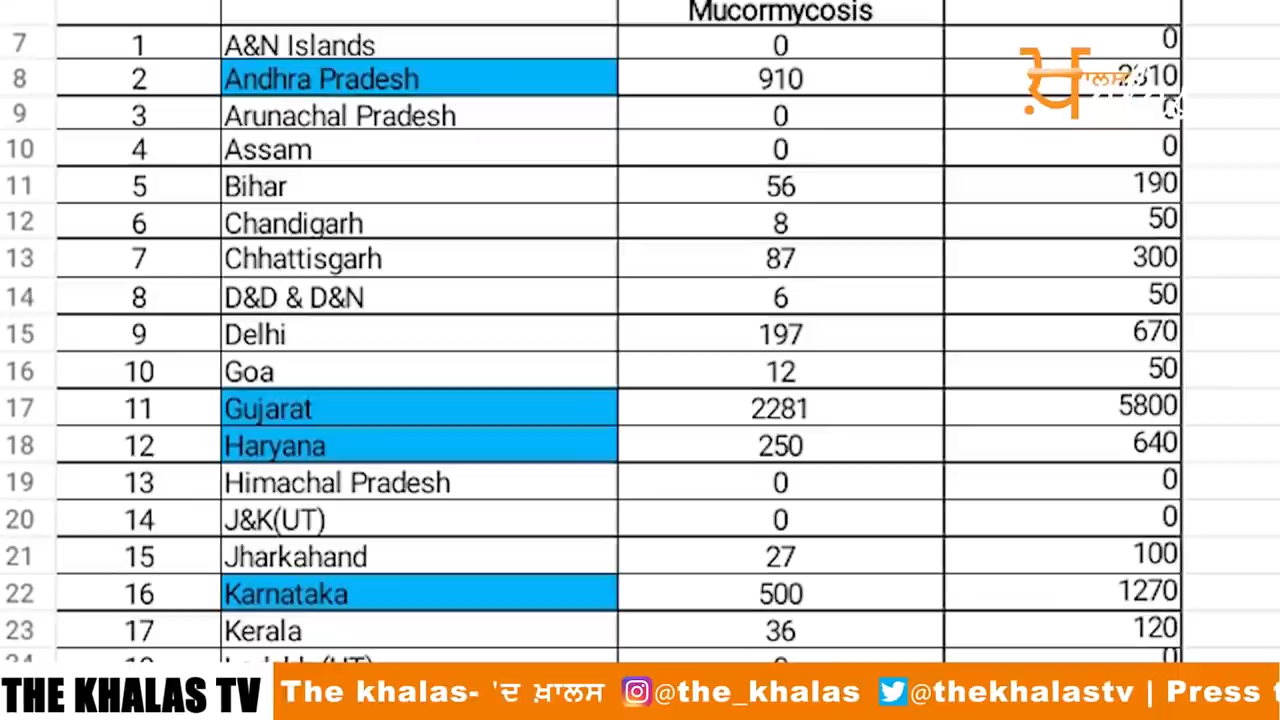 Mucormycosis
7 1 A&N Islands 0 0
8 2 Andhra Pradesh 910
9 3 Arunachal Pradesh 0
10 4 Assam 0 0
11 5 Bihar 56 190
12 6 Chandigarh 8 50
13 7 Chhattisgarh 87 300
14 8 D&D & D&N 6 50
15 9 Delhi 197 670
16 10 Goa 12 50
17 11 Gujarat 2281 5800
18 12 Haryana 250 640
19 13 Himachal Pradesh 0 0
20 14 J&K(UT) 0 0
21 15 Jharkahand 27 100
22 16 Karnataka 500 1270
23 17 Kerala 36 120
THE KHALAS TV The khalas- 'ਦ ਖ਼ਾਲਸ @the_khalas @thekhalastv | Press